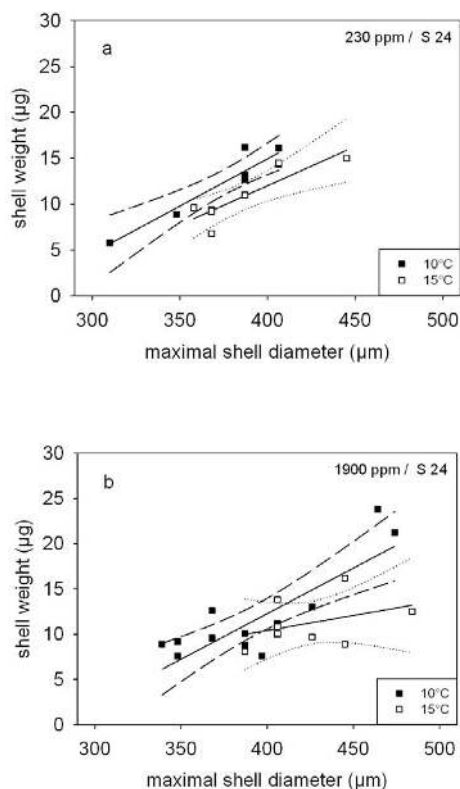 30
a
230 ppm / S 24
25
20
15
10
5
0
shell weight (µg)
10°C
15°C
300 350 400 450 500
maximal shell diameter (µm)
30
b
1900 ppm / S 24
25
20
15
10
5
0
shell weight (µg)
10°C
15°C
300 350 400 450 500
maximal shell diameter (µm)